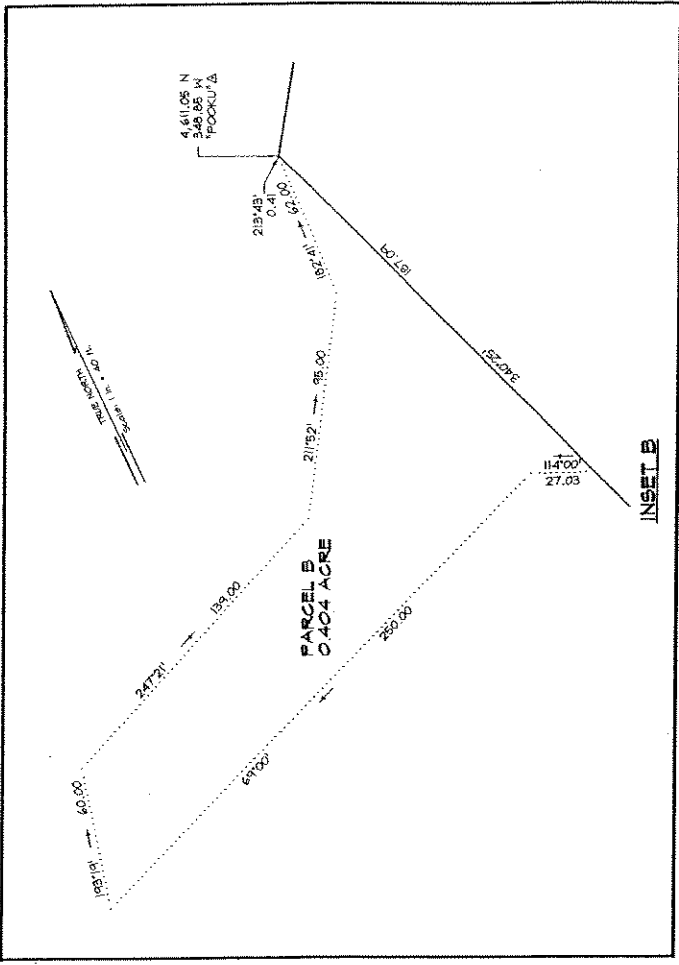 4,611.05 N
348.85 W
"POCKU" △
213°43'
0.41
182°41' 62.00
TRUE NORTH
Scale: 1 in. = 40 ft.
211°52' 95.00
187.09
340°25'
114°00'
27.03
INSET B
247°21' 139.00
PARCEL B
0.404 ACRE
193°19' 60.00
69°00' 250.00